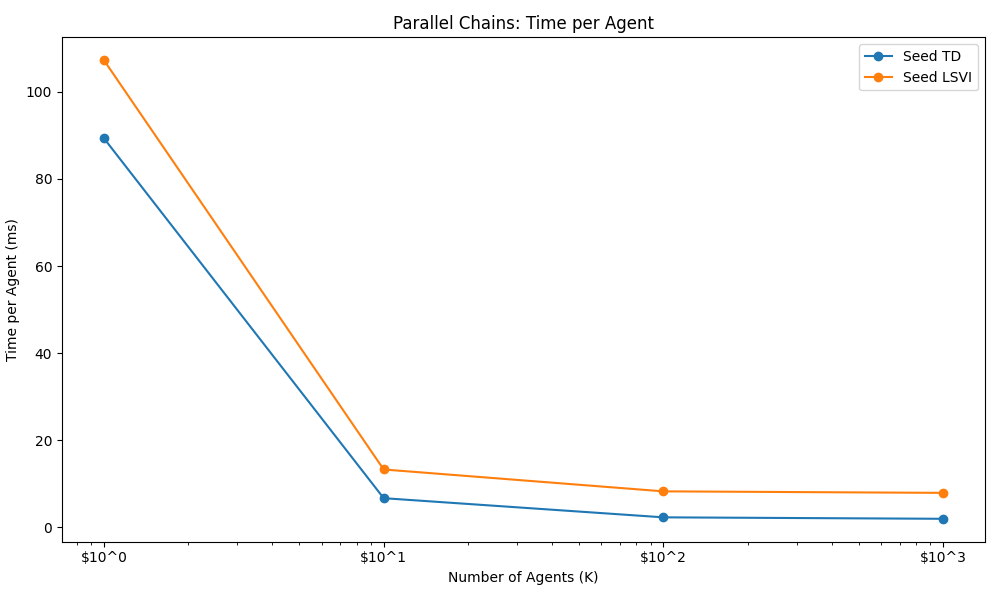 Parallel Chains: Time per Agent
Seed TD
Seed LSVI
Time per Agent (ms)
100
80
60
40
20
0
$10^0
$10^1
$10^2
$10^3
Number of Agents (K)